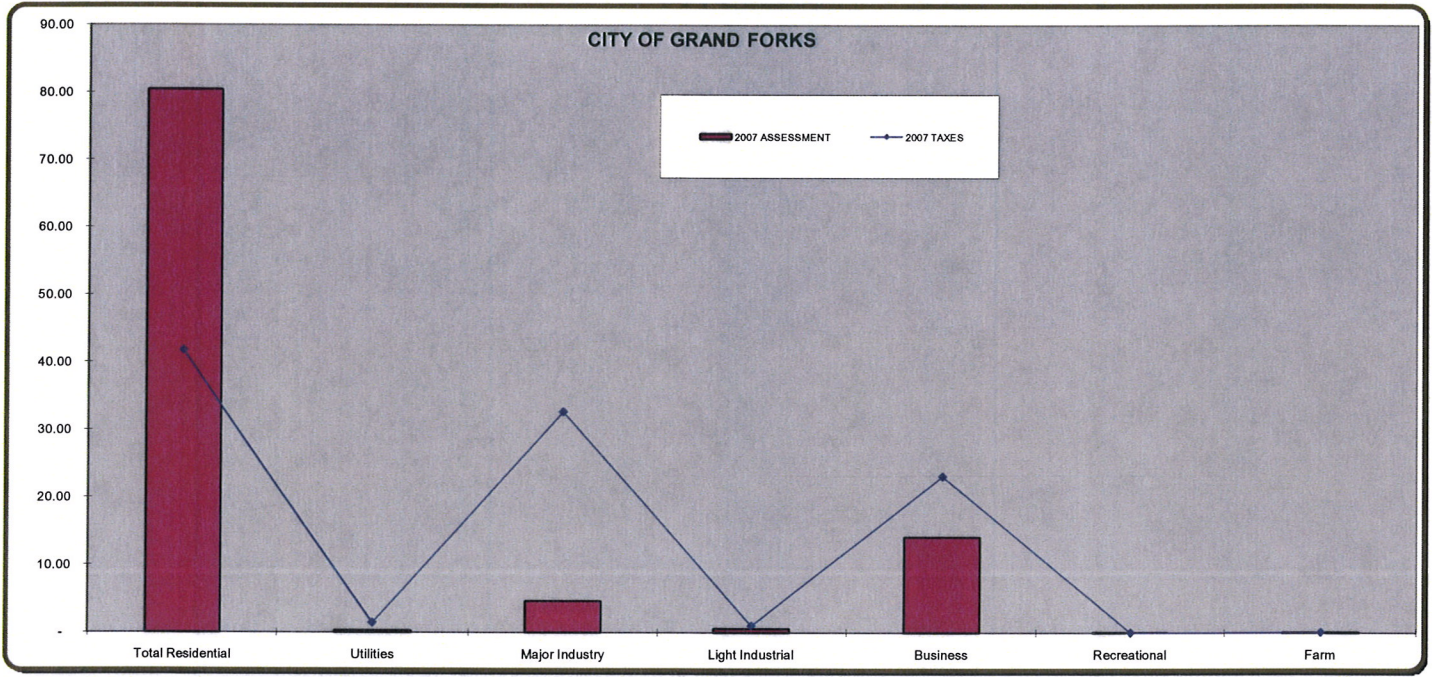 CITY OF GRAND FORKS
2007 ASSESSMENT
2007 TAXES
90.00
80.00
70.00
60.00
50.00
40.00
30.00
20.00
10.00
-
Total Residential
Utilities
Major Industry
Light Industrial
Business
Recreational
Farm